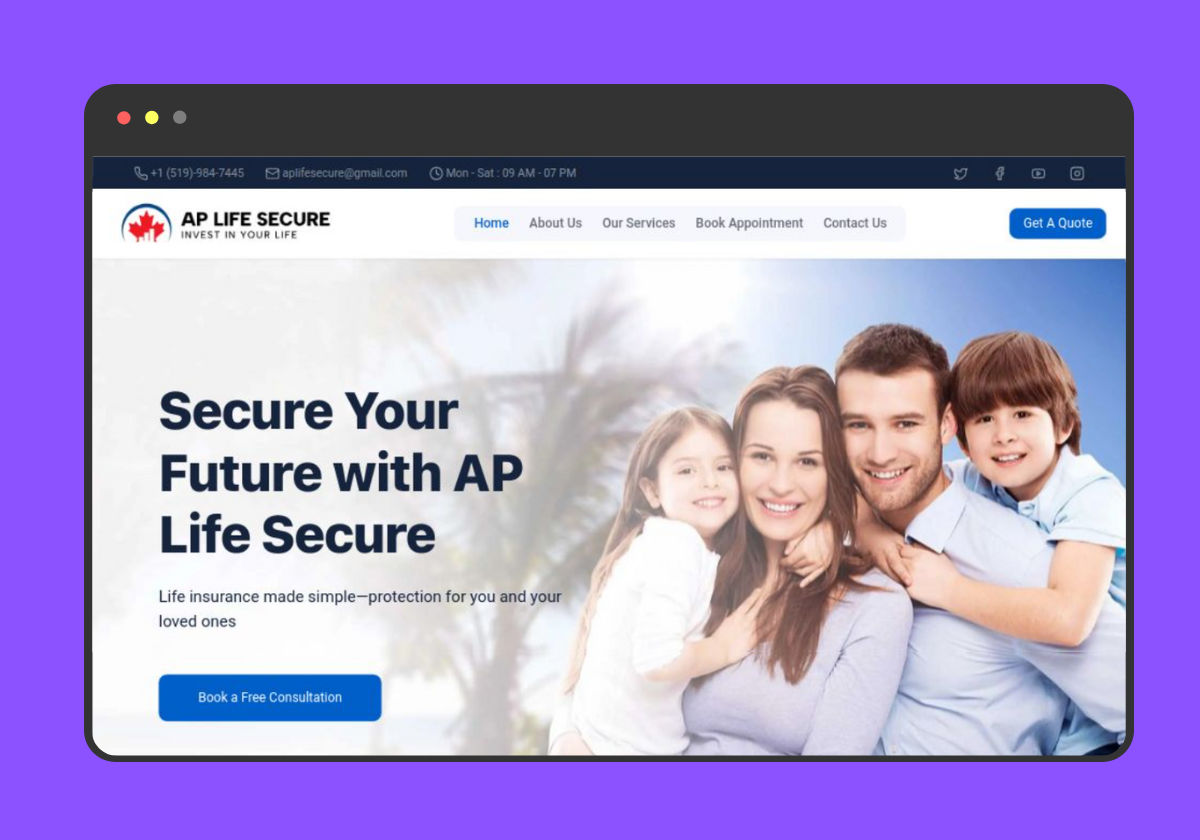 +1 (519)-984-7445 aplifesecure@gmail.com Mon - Sat : 09 AM - 07 PM
AP LIFE SECURE
INVEST IN YOUR LIFE
Home About Us Our Services Book Appointment Contact Us
Get A Quote
Secure Your
Future with AP
Life Secure
Life insurance made simple—protection for you and your
loved ones
Book a Free Consultation